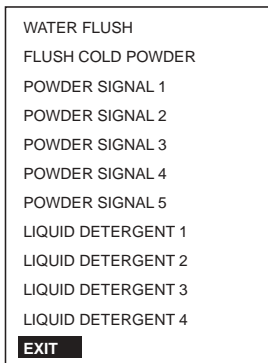 WATER FLUSH
FLUSH COLD POWDER
POWDER SIGNAL 1
POWDER SIGNAL 2
POWDER SIGNAL 3
POWDER SIGNAL 4
POWDER SIGNAL 5
LIQUID DETERGENT 1
LIQUID DETERGENT 2
LIQUID DETERGENT 3
LIQUID DETERGENT 4
EXIT